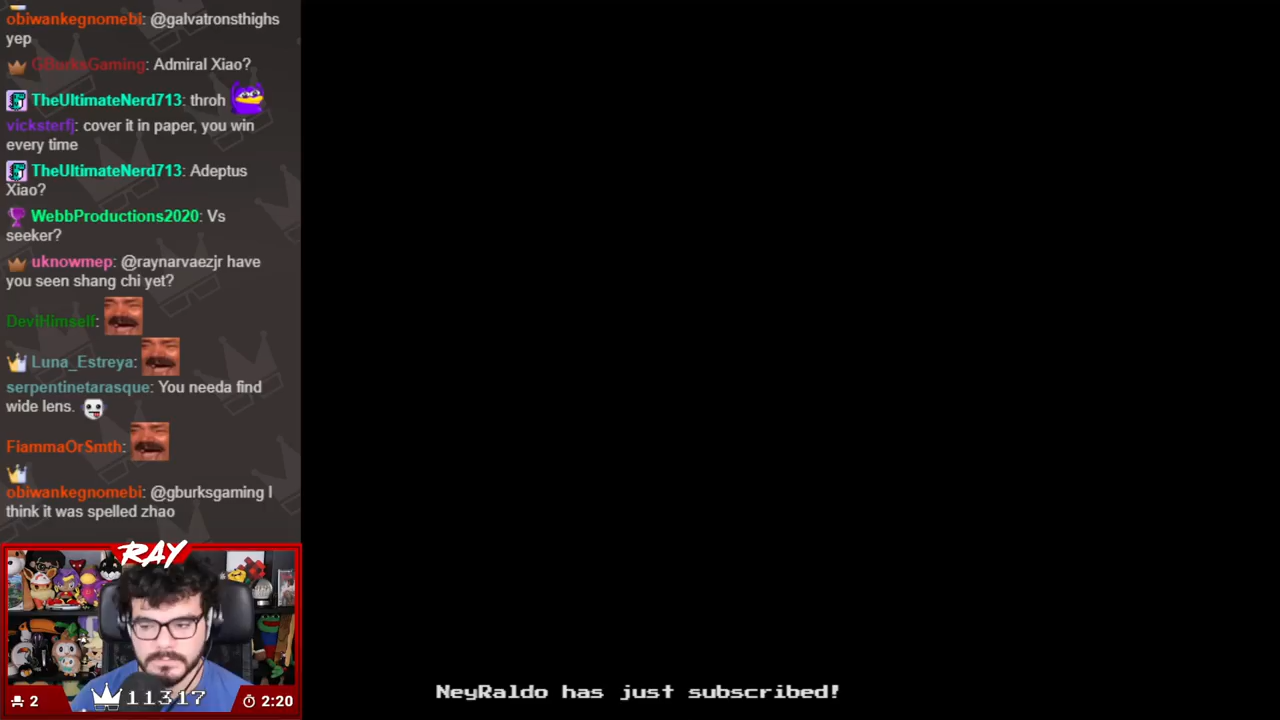 obiwankegnomebi: @galvatronsthighs
yep
GBurksGaming: Admiral Xiao?
TheUltimateNerd713: throh
vicksterfj: cover it in paper, you win
every time
TheUltimateNerd713: Adeptus
Xiao?
WebbProductions2020: Vs
seeker?
uknowmep: @raynarvaezjr have
you seen shang chi yet?
DevilHimself:
Luna_Estreya:
serpentinetarasque: You needa find
wide lens.
FiammaOrSmth:
obiwankegnomebi: @gburksgaming I
think it was spelled zhao
RAY
2
11317
2:20
NeyRaldo has just subscribed!